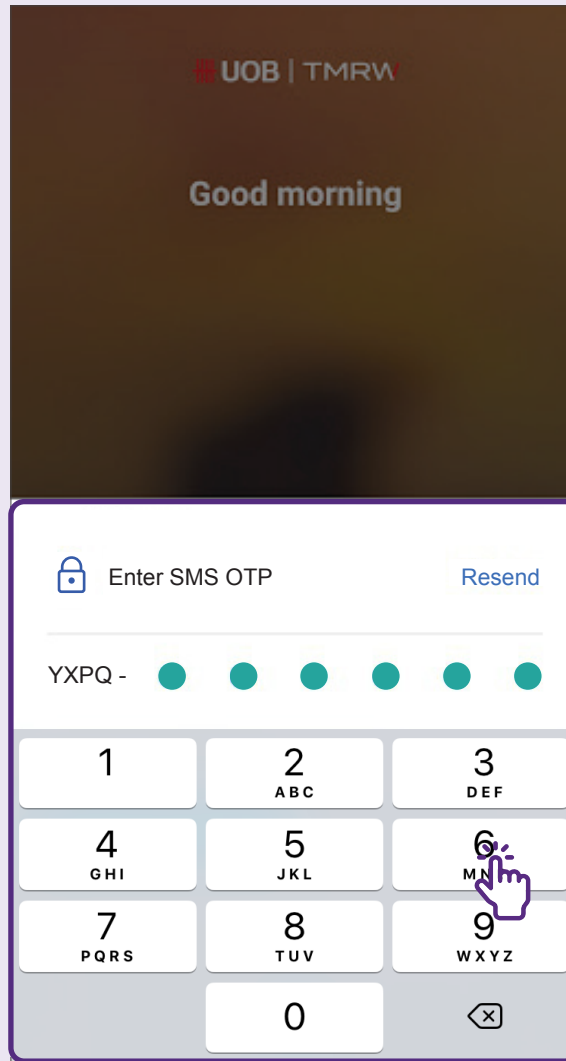 UOB | TMRW
Good morning
Enter SMS OTP Resend
YXPQ -
1 2 3
ABC DEF
4 5 6
GHI JKL MN
7 8 9
PQRS TUV WXYZ
0